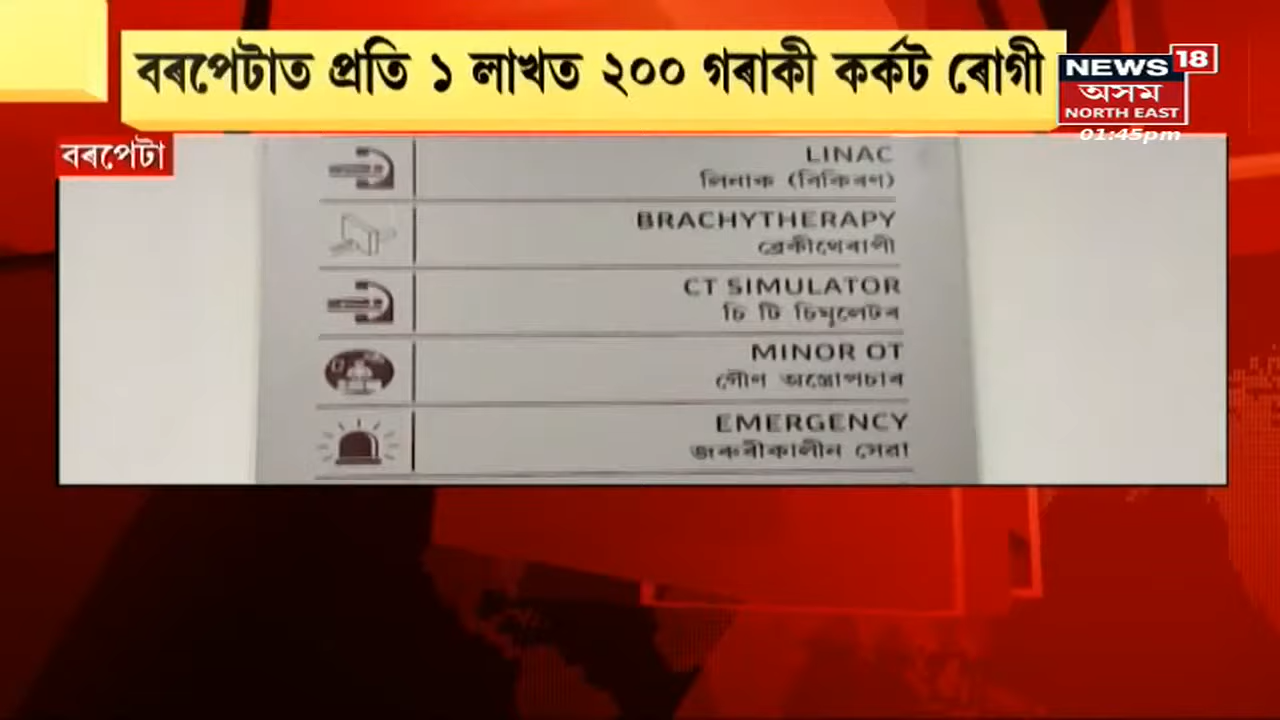 বৰপেটাত প্ৰতি ১ লাখত ২০০ গৰাকী কৰ্কট ৰোগী
NEWS 18
অসম
NORTH EAST
01:45pm
বৰপেটা
LINAC
লিনাক (বিকিৰণ)
BRACHYTHERAPY
ব্ৰেকীথেৰাপী
CT SIMULATOR
চি টি চিমুলেটৰ
MINOR OT
গৌণ অস্ত্ৰোপচাৰ
EMERGENCY
জৰুৰীকালীন সেৱা